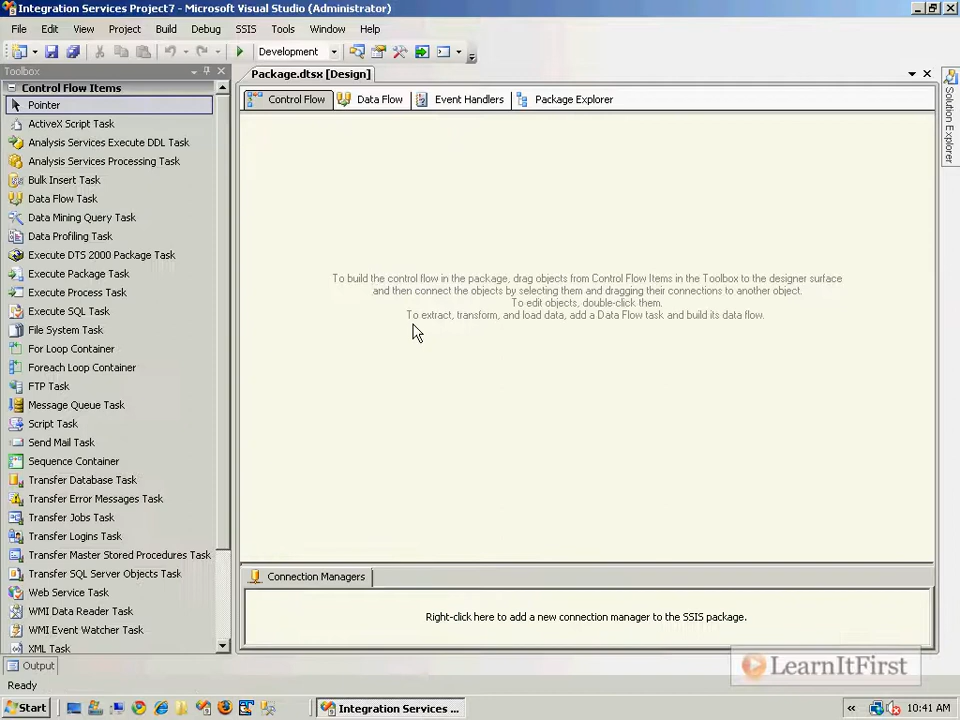 Integration Services Project7 - Microsoft Visual Studio (Administrator)
File Edit View Project Build Debug SSIS Tools Window Help
Development
Toolbox
Package.dtsx [Design]
Control Flow Items
Control Flow Data Flow Event Handlers Package Explorer
Solution Explorer
Pointer
ActiveX Script Task
Analysis Services Execute DDL Task
Analysis Services Processing Task
Bulk Insert Task
Data Flow Task
Data Mining Query Task
Data Profiling Task
Execute DTS 2000 Package Task
Execute Package Task
Execute Process Task
Execute SQL Task
File System Task
For Loop Container
Foreach Loop Container
FTP Task
Message Queue Task
Script Task
Send Mail Task
Sequence Container
Transfer Database Task
Transfer Error Messages Task
Transfer Jobs Task
Transfer Logins Task
Transfer Master Stored Procedures Task
Transfer SQL Server Objects Task
Web Service Task
WMI Data Reader Task
WMI Event Watcher Task
XML Task
To build the control flow in the package, drag objects from Control Flow Items in the Toolbox to the designer surface
and then connect the objects by selecting them and dragging their connections to another object.
To edit objects, double-click them.
To extract, transform, and load data, add a Data Flow task and build its data flow.
Connection Managers
Right-click here to add a new connection manager to the SSIS package.
Output
LearnItFirst
Ready
Start
Integration Services ...
10:41 AM